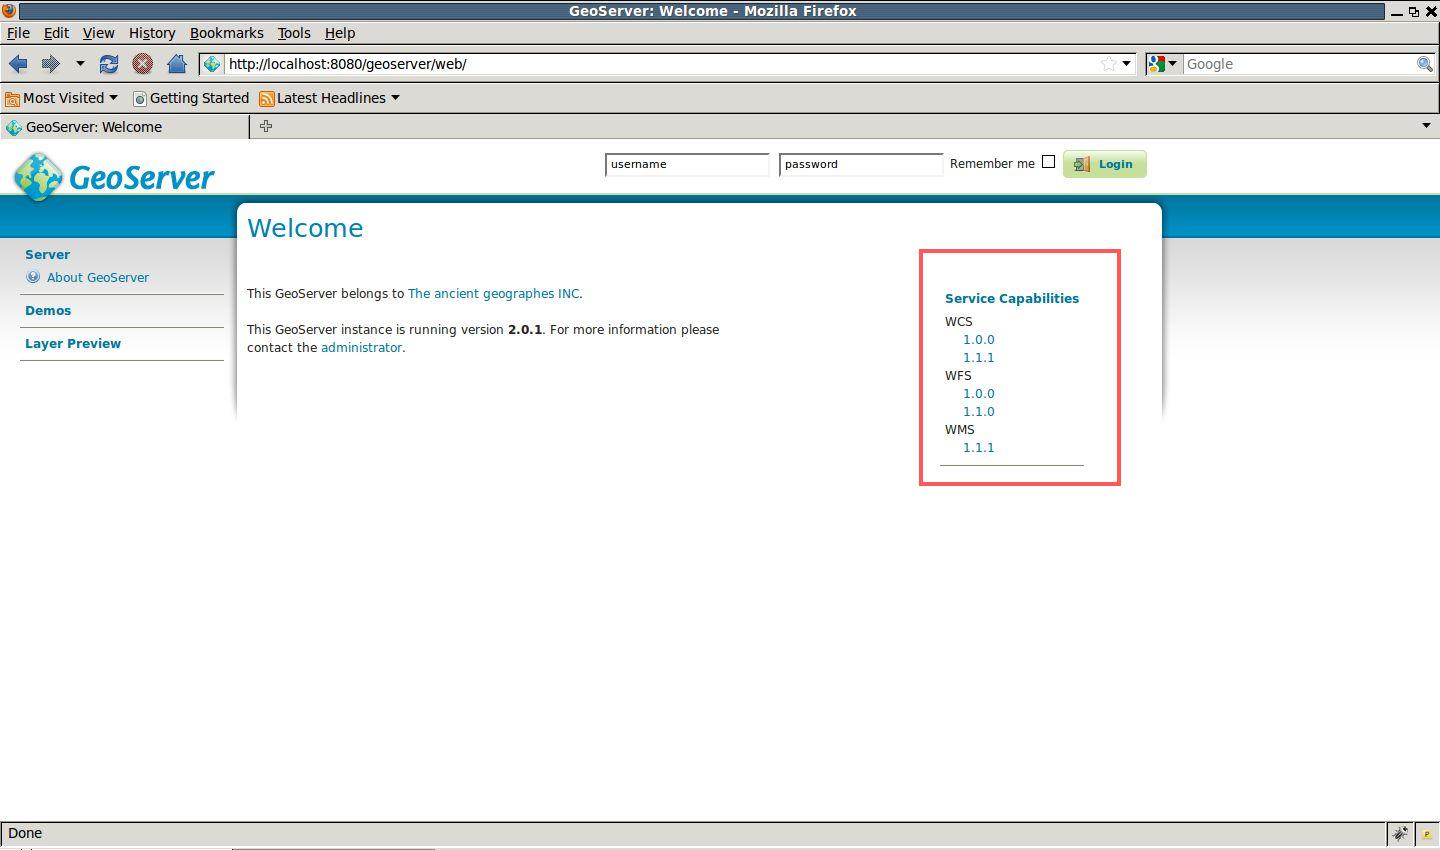 GeoServer: Welcome - Mozilla Firefox
File Edit View History Bookmarks Tools Help
http://localhost:8080/geoserver/web/ Google
Most Visited Getting Started Latest Headlines
GeoServer: Welcome
GeoServer username password Remember me Login
Welcome
Server
About GeoServer
Demos
Layer Preview
This GeoServer belongs to The ancient geographes INC.
This GeoServer instance is running version 2.0.1. For more information please
contact the administrator.
Service Capabilities
WCS
1.0.0
1.1.1
WFS
1.0.0
1.1.0
WMS
1.1.1
Done